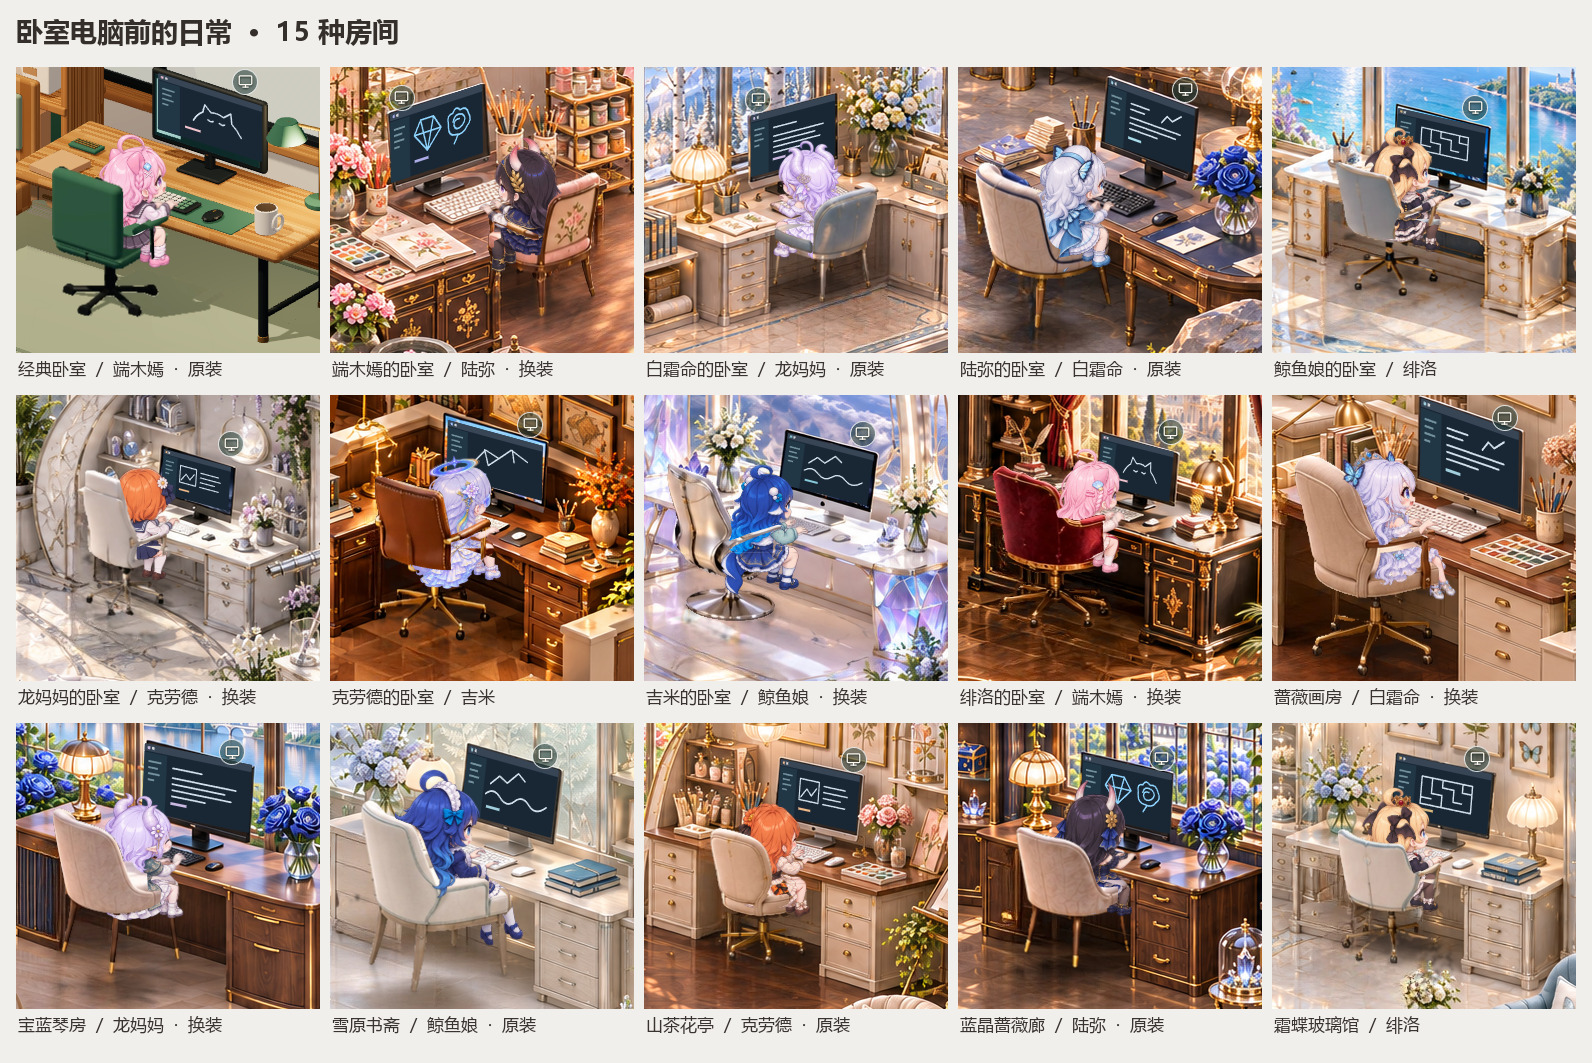 卧室电脑前的日常 · 15 种房间
经典卧室 / 端木嫣 · 原装
端木嫣的卧室 / 陆弥 · 换装
白霜命的卧室 / 龙妈妈 · 原装
陆弥的卧室 / 白霜命 · 原装
鲸鱼娘的卧室 / 绯洛
龙妈妈的卧室 / 克劳德 · 换装
克劳德的卧室 / 吉米
吉米的卧室 / 鲸鱼娘 · 换装
绯洛的卧室 / 端木嫣 · 换装
蔷薇画房 / 白霜命 · 换装
宝蓝琴房 / 龙妈妈 · 换装
雪原书斋 / 鲸鱼娘 · 原装
山茶花亭 / 克劳德 · 原装
蓝晶蔷薇廊 / 陆弥 · 原装
霜蝶玻璃馆 / 绯洛